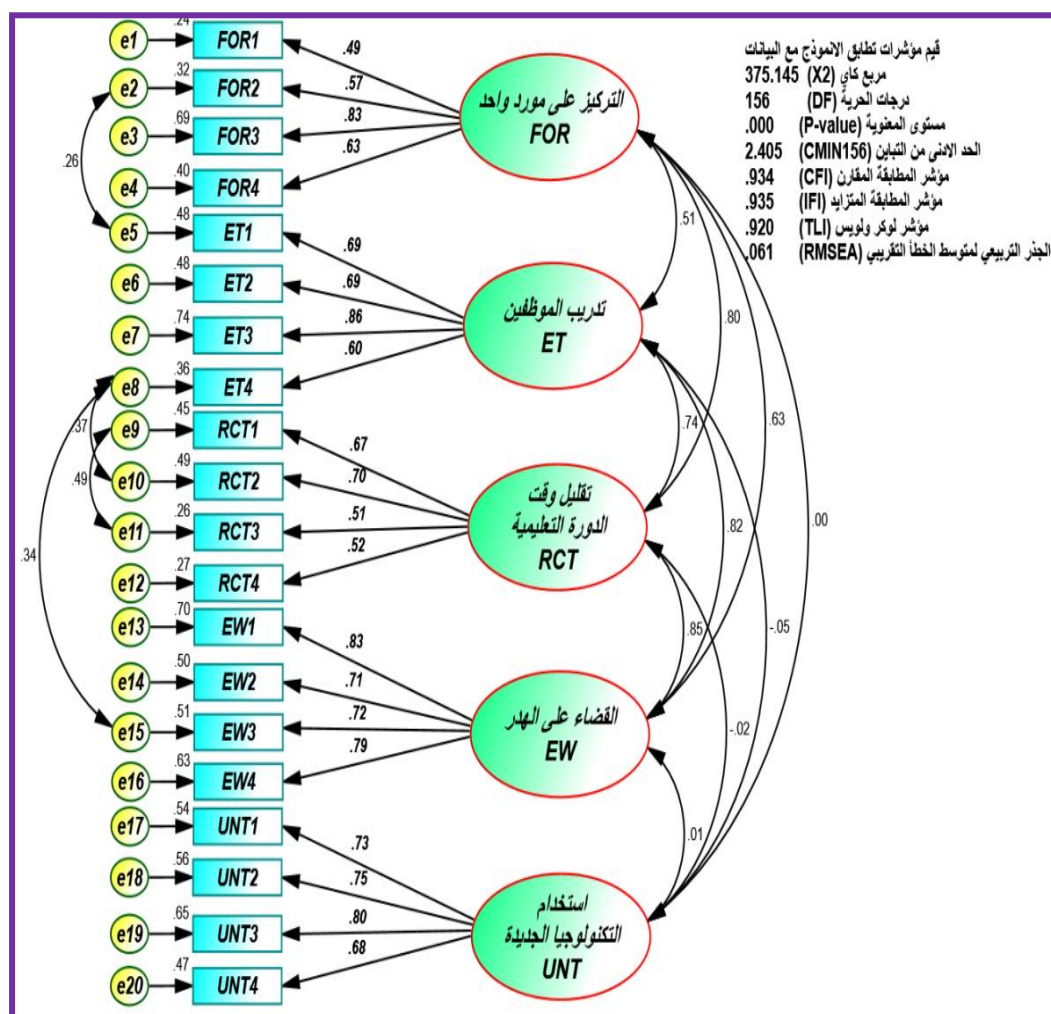 قيم مؤشرات تطابق الانموذج مع البيانات
مربع كاي (X2) 375.145
درجات الحرية (DF) 156
مستوى المعنوية (P-value) .000
الحد الادنى من التباين (CMIN156) 2.405
مؤشر المطابقة المقارن (CFI) .934
مؤشر المطابقة المتزايد (IFI) .935
مؤشر لوكر ولويس (TLI) .920
الجذر التربيعي لمتوسط الخطأ التقريبي (RMSEA) .061
e1 .24 FOR1 .49
e2 .32 FOR2 .57
e3 .69 FOR3 .83
e4 .40 FOR4 .63
التركيز على مورد واحد
FOR
.26
e5 .48 ET1 .69
e6 .48 ET2 .69
e7 .74 ET3 .86
e8 .36 ET4 .60
تدريب الموظفين
ET
.51
.80
e9 .45 RCT1 .67
e10 .49 RCT2 .70
e11 .26 RCT3 .51
e12 .27 RCT4 .52
تقليل وقت
الدورة التعليمية
RCT
.37
.49
.34
.74
.63
.82
.00
e13 .70 EW1 .83
e14 .50 EW2 .71
e15 .51 EW3 .72
e16 .63 EW4 .79
القضاء على الهدر
EW
.85
-.05
-.02
e17 .54 UNT1 .73
e18 .56 UNT2 .75
e19 .65 UNT3 .80
e20 .47 UNT4 .68
استخدام
التكنولوجيا الجديدة
UNT
.01